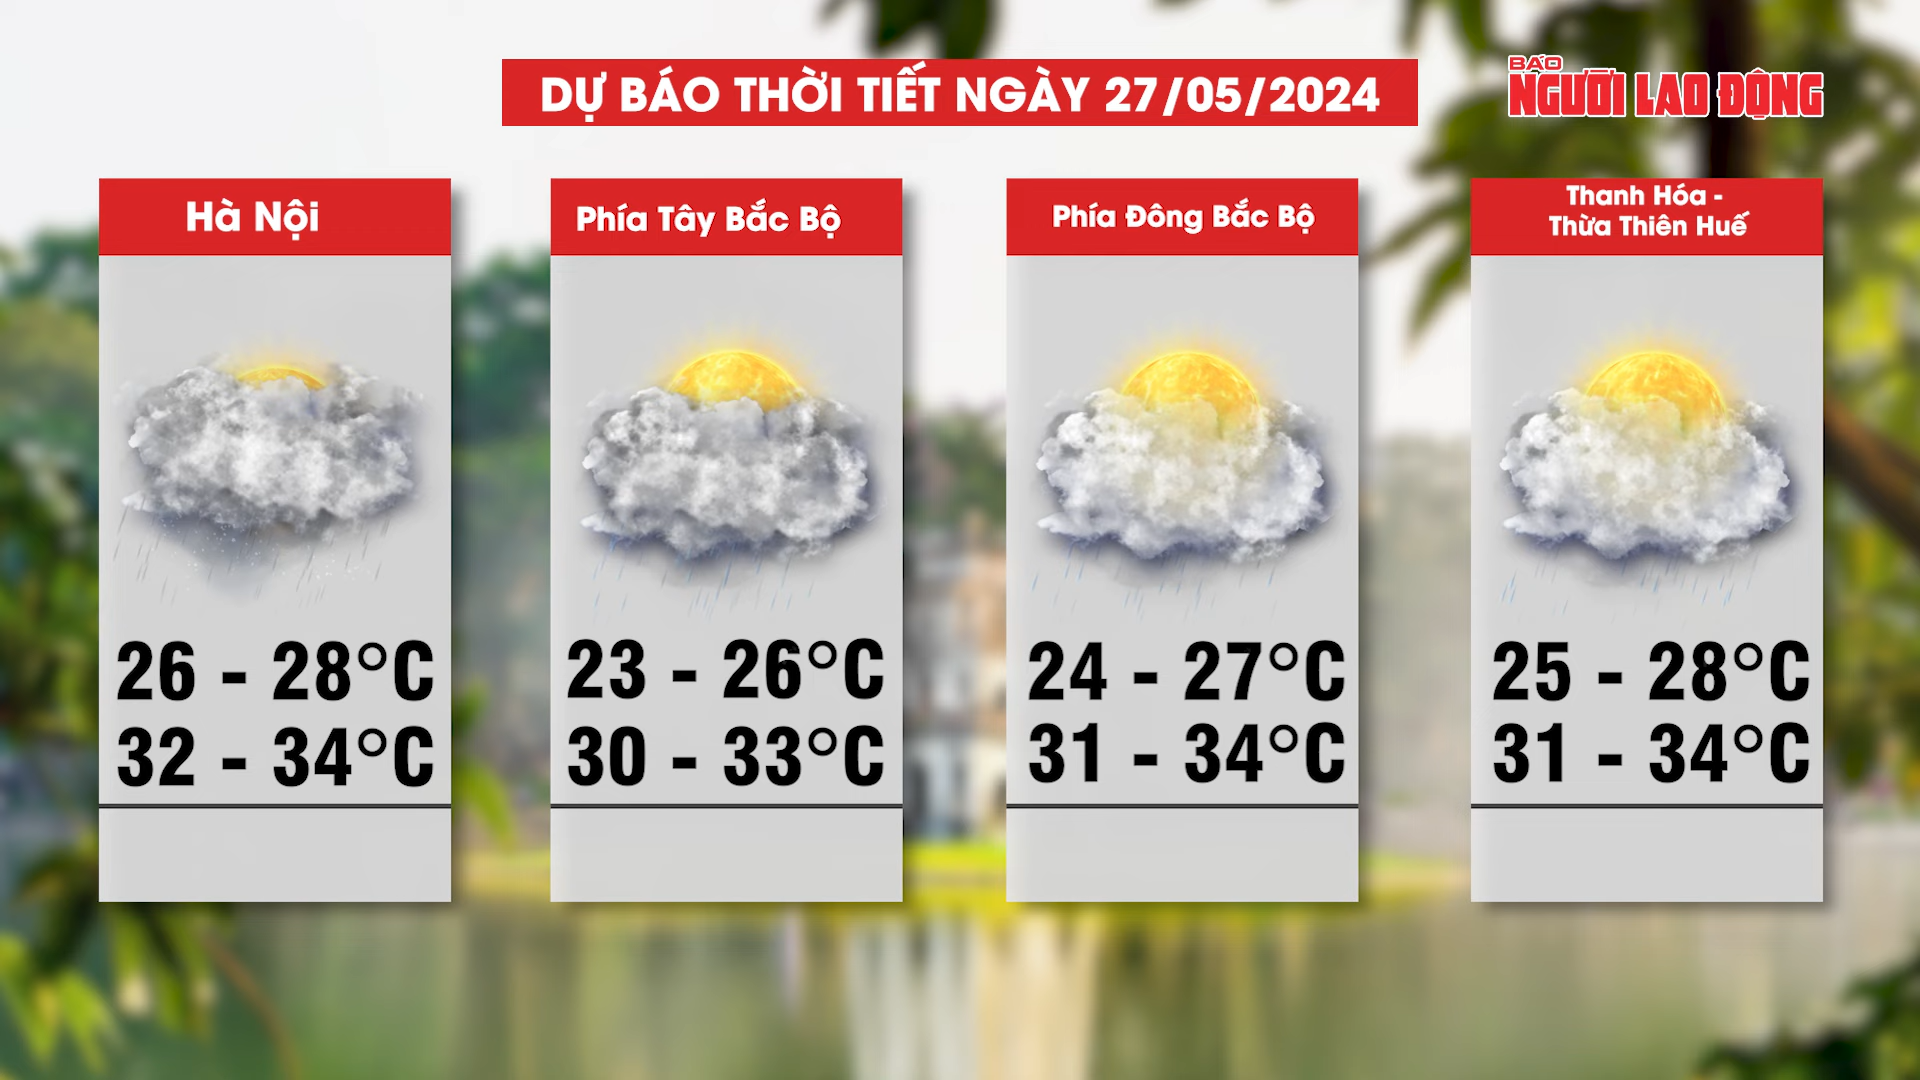 DỰ BÁO THỜI TIẾT NGÀY 27/05/2024
BÁO
NGƯỜI LAO ĐỘNG
Hà Nội
26 - 28°C
32 - 34°C
Phía Tây Bắc Bộ
23 - 26°C
30 - 33°C
Phía Đông Bắc Bộ
24 - 27°C
31 - 34°C
Thanh Hóa -
Thừa Thiên Huế
25 - 28°C
31 - 34°C